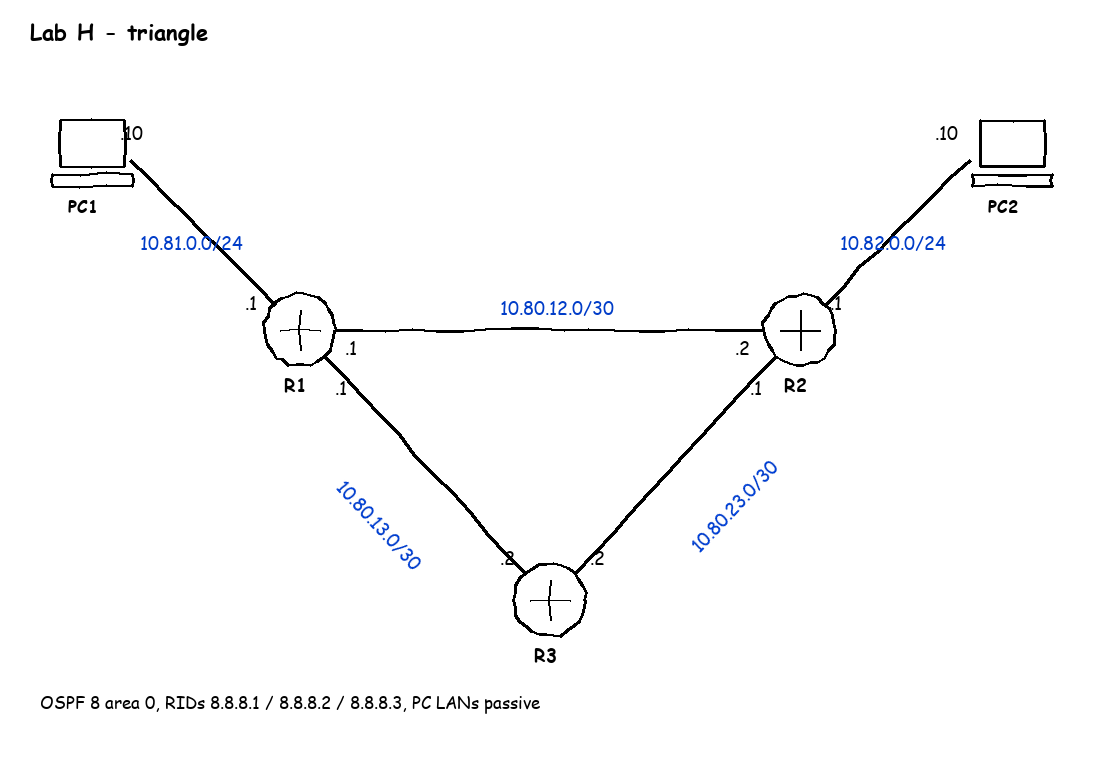 Lab H - triangle
.10
.10
PC1
PC2
10.81.0.0/24
10.82.0.0/24
.1
.1
10.80.12.0/30
.1
.2
R1
R2
.1
.1
10.80.13.0/30
10.80.23.0/30
.2
.2
R3
OSPF 8 area 0, RIDs 8.8.8.1 / 8.8.8.2 / 8.8.8.3, PC LANs passive